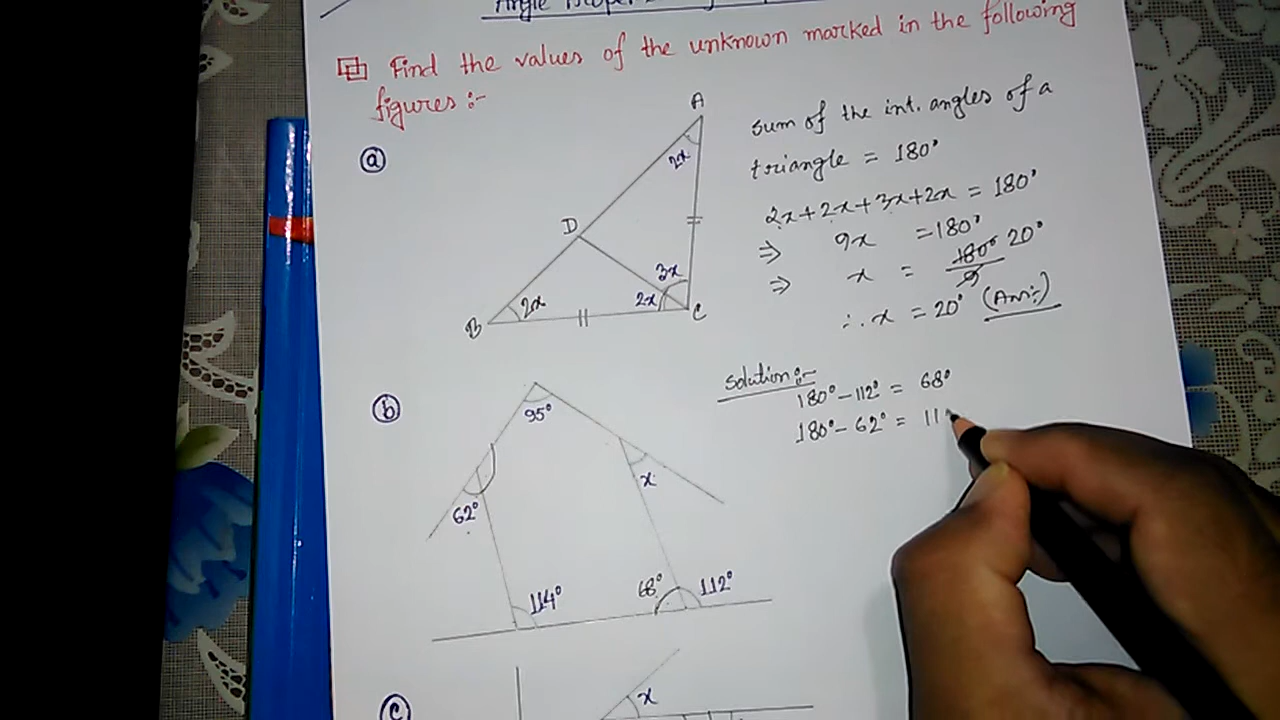 Find the values of the unknown marked in the following
figures :-
(a)
A
2x
D
3x
2x
2x
B
C
Sum of the int. angles of a
triangle = 180°
2x+2x+3x+2x = 180°
⇒ 9x = 180°
⇒ x = 180°/9 20°
∴ x = 20° (Ans:-)
(b)
95°
x
62°
114°
68°
112°
Solution:-
180° - 112° = 68°
180° - 62° = 11
(c)
x